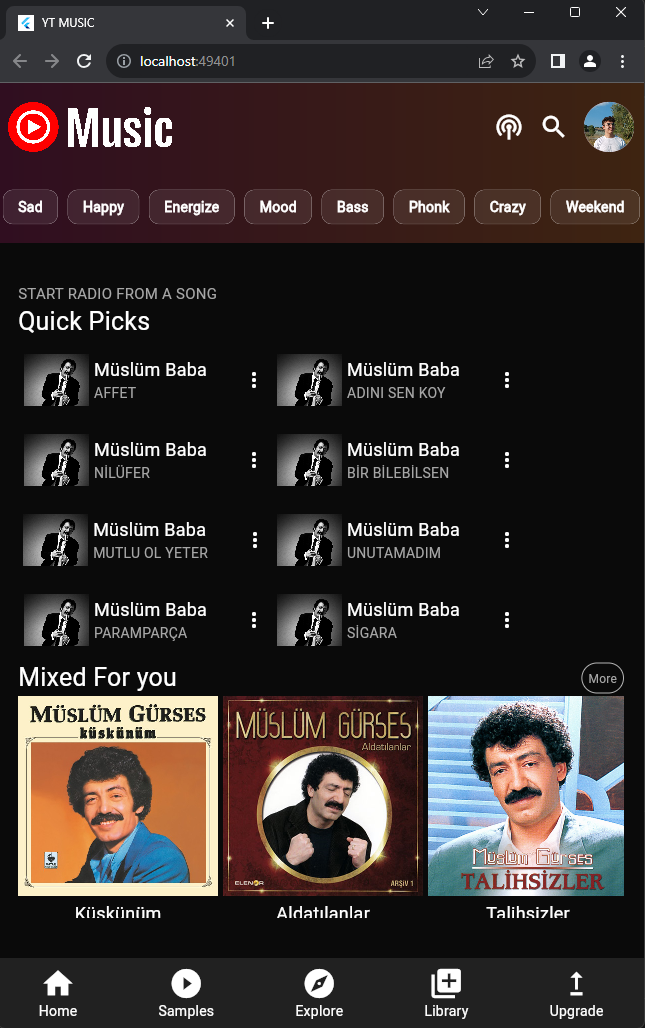 YT MUSIC
localhost:49401
Music
Sad Happy Energize Mood Bass Phonk Crazy Weekend
START RADIO FROM A SONG
Quick Picks
Müslüm Baba
AFFET
Müslüm Baba
ADINI SEN KOY
Müslüm Baba
NİLÜFER
Müslüm Baba
BİR BİLEBİLSEN
Müslüm Baba
MUTLU OL YETER
Müslüm Baba
UNUTAMADIM
Müslüm Baba
PARAMPARÇA
Müslüm Baba
SİGARA
Mixed For you
More
MÜSLÜM GÜRSES
küskünüm
MÜSLÜM GÜRSES
Aldatılanlar
ELENOR
ARŞİV 1
Müslüm Gürses
TALİHSİZLER
Küskünüm
Aldatılanlar
Talihsizler
Home Samples Explore Library Upgrade